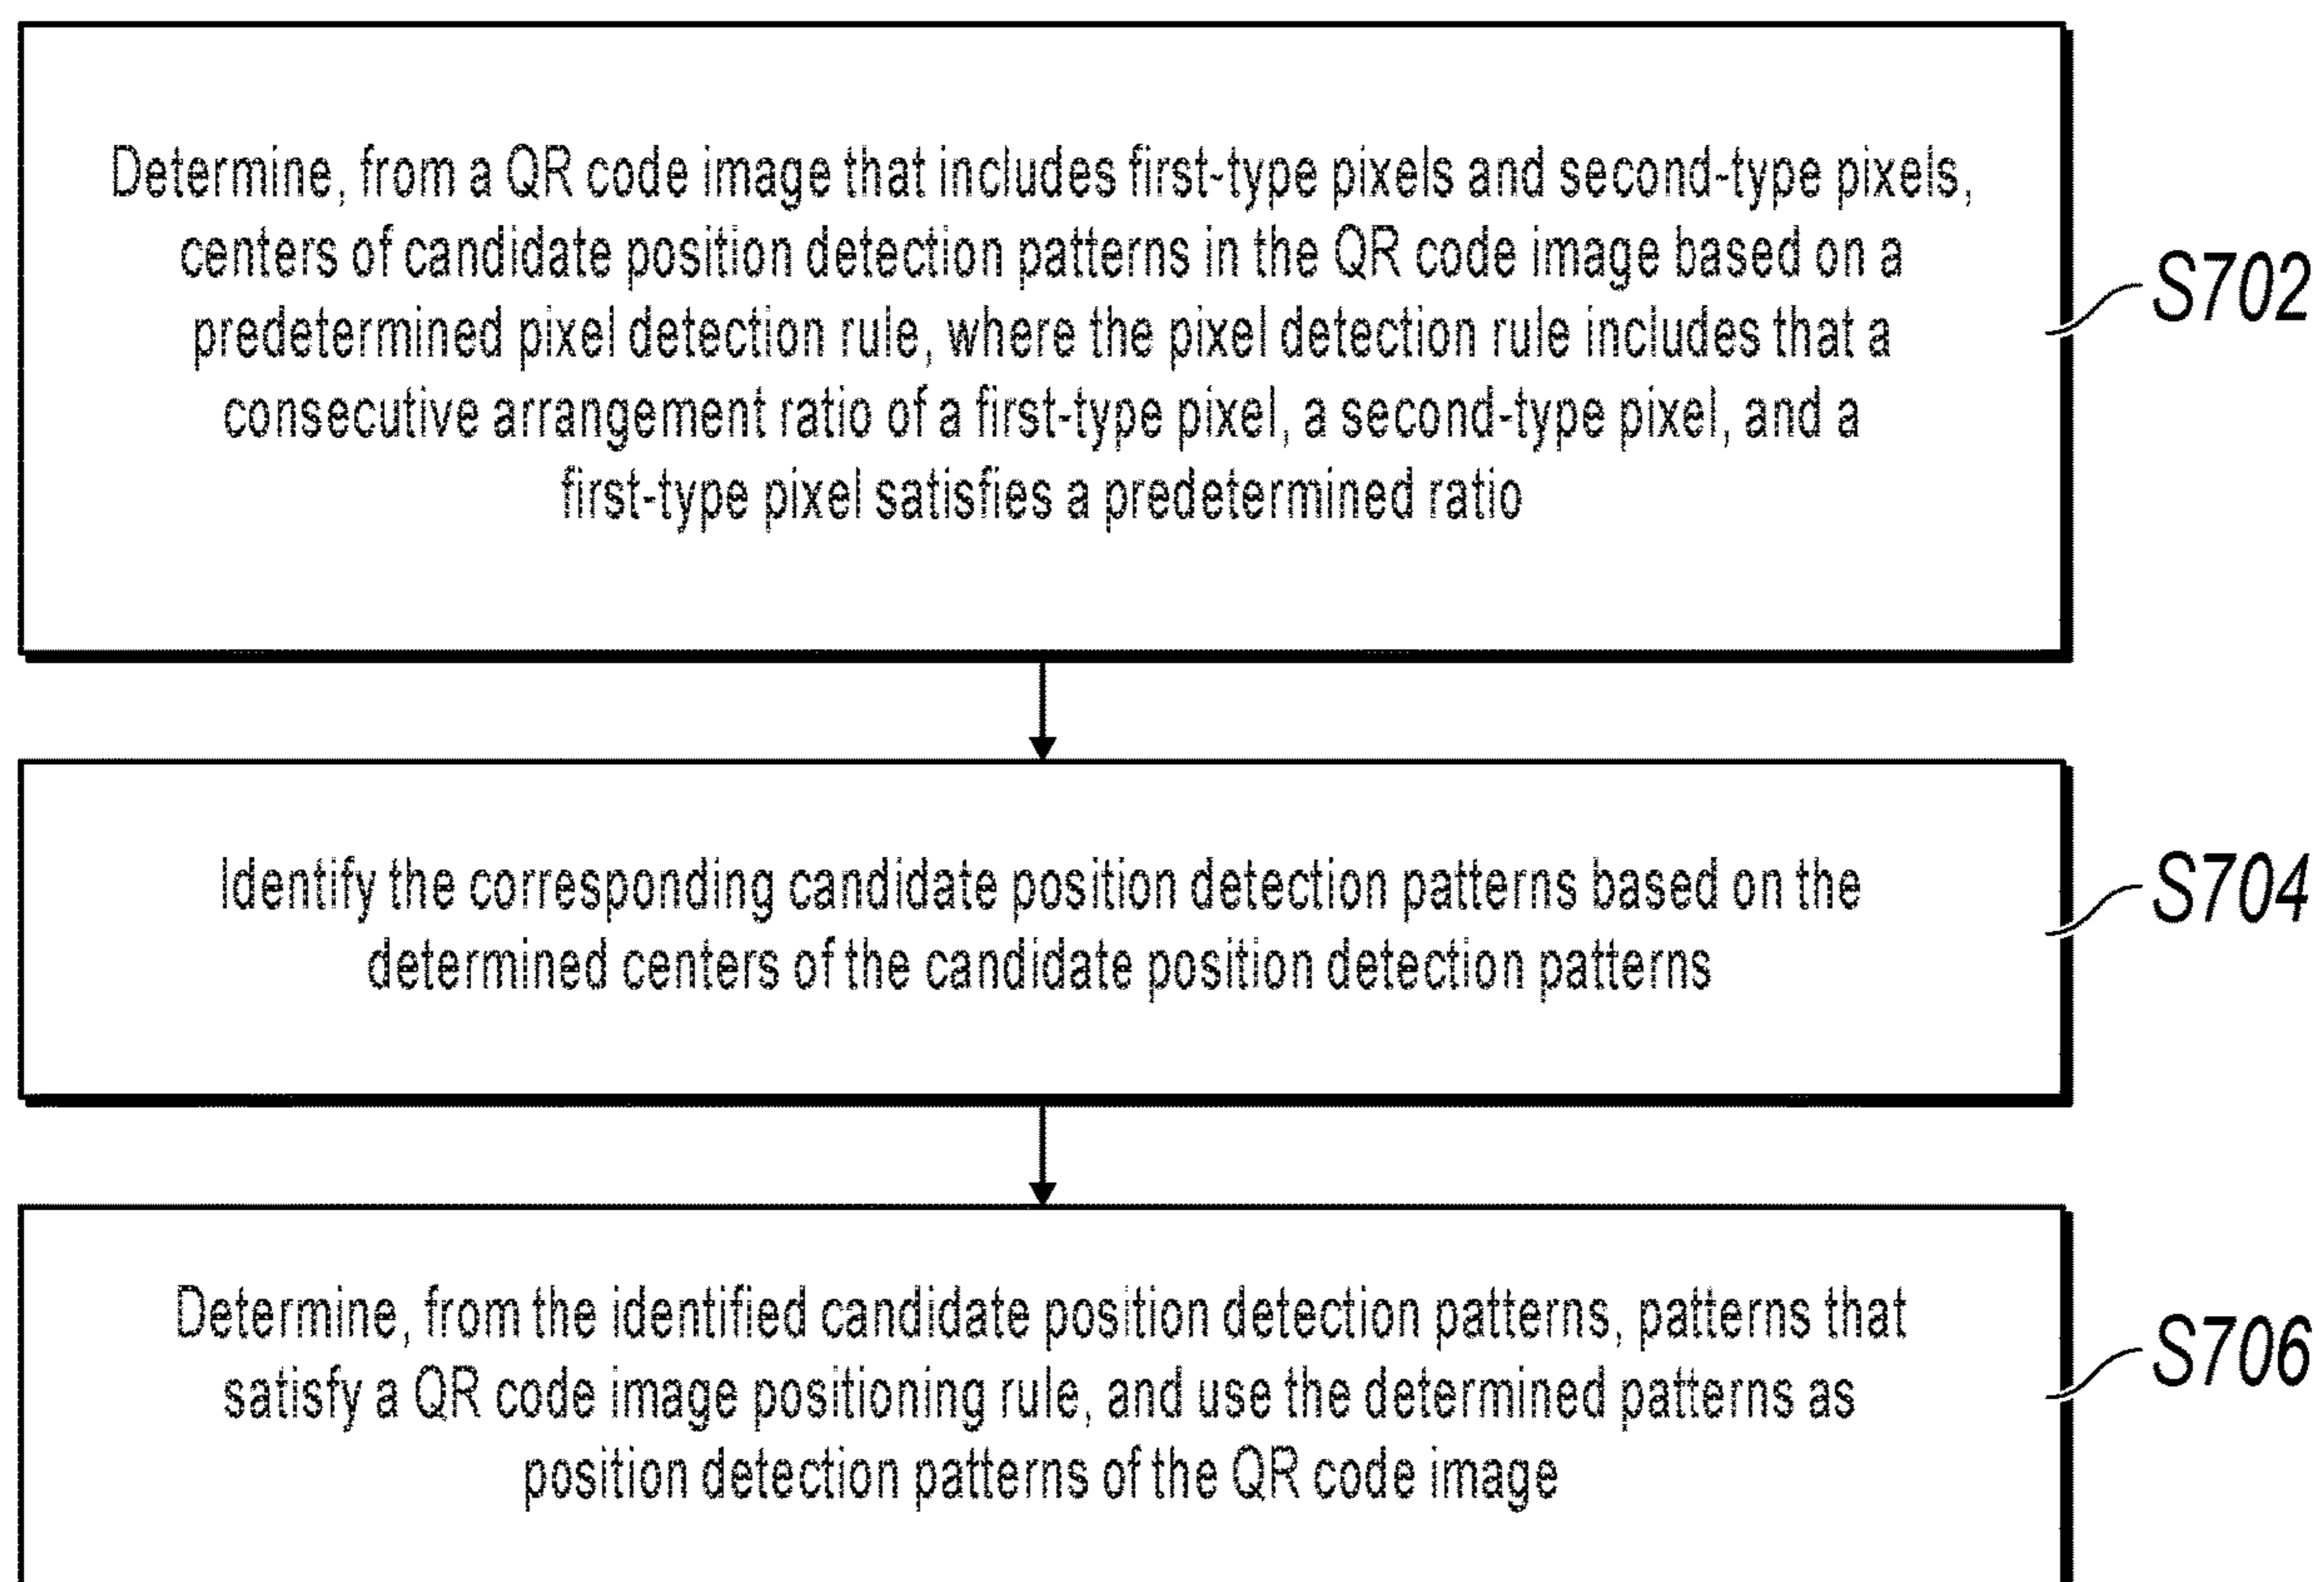 Determine, from a QR code image that includes first-type pixels and second-type pixels,
centers of candidate position detection patterns in the QR code image based on a
predetermined pixel detection rule, where the pixel detection rule includes that a
consecutive arrangement ratio of a first-type pixel, a second-type pixel, and a
first-type pixel satisfies a predetermined ratio
S702
Identify the corresponding candidate position detection patterns based on the
determined centers of the candidate position detection patterns
S704
Determine, from the identified candidate position detection patterns, patterns that
satisfy a QR code image positioning rule, and use the determined patterns as
position detection patterns of the QR code image
S706